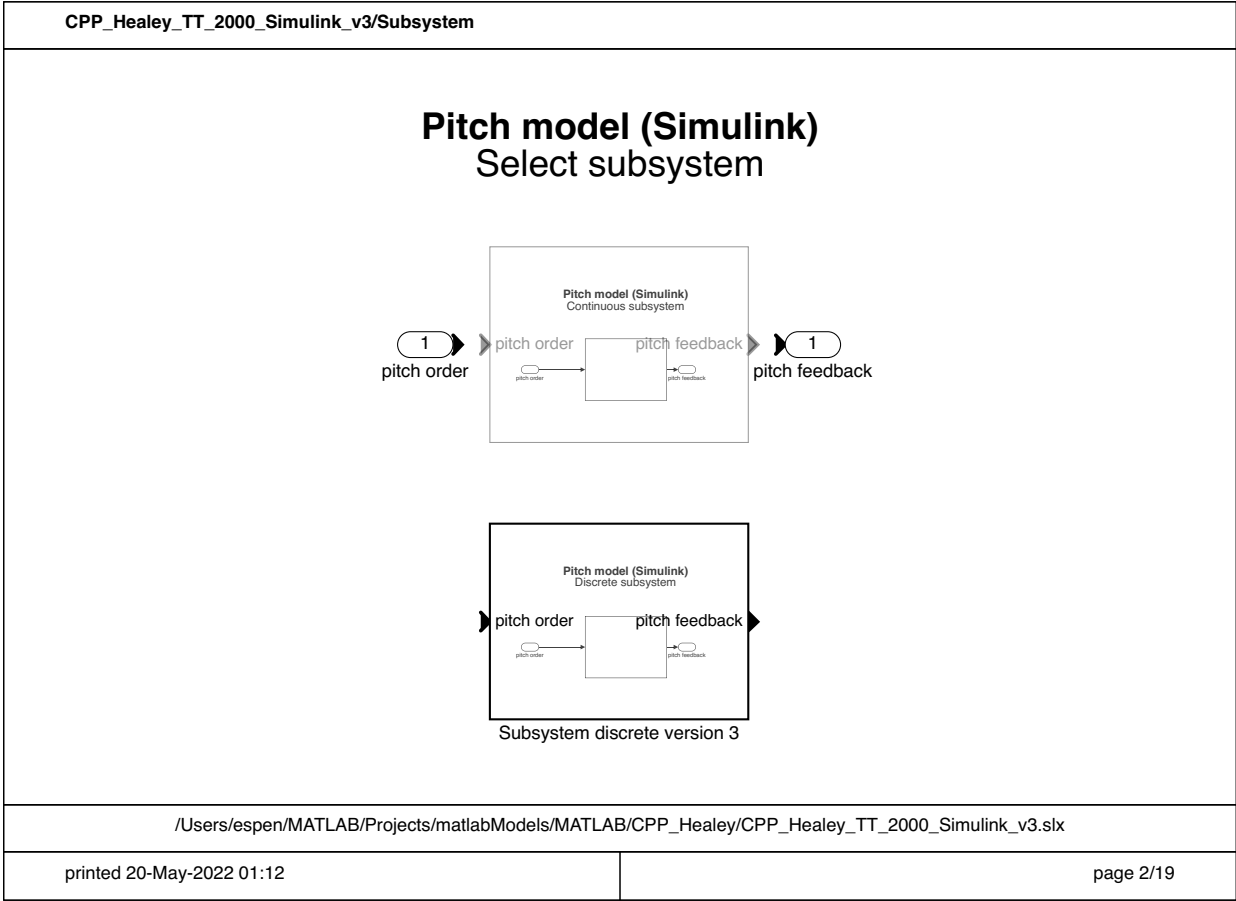 CPP_Healey_TT_2000_Simulink_v3/Subsystem
Pitch model (Simulink)
Select subsystem
Pitch model (Simulink)
Continuous subsystem
1
pitch order
pitch feedback
1
pitch order
pitch order
pitch feedback
pitch feedback
Pitch model (Simulink)
Discrete subsystem
pitch order
pitch feedback
pitch order
pitch feedback
Subsystem discrete version 3
/Users/espen/MATLAB/Projects/matlabModels/MATLAB/CPP_Healey/CPP_Healey_TT_2000_Simulink_v3.slx
printed 20-May-2022 01:12
page 2/19